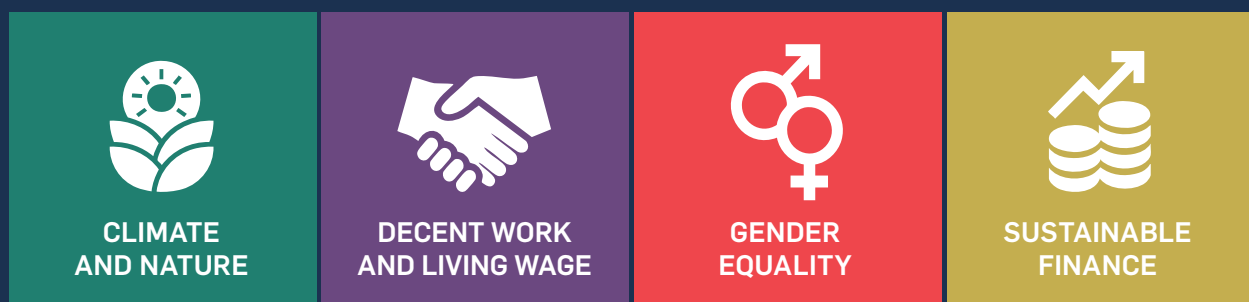 CLIMATE
AND NATURE
DECENT WORK
AND LIVING WAGE
GENDER
EQUALITY
SUSTAINABLE
FINANCE